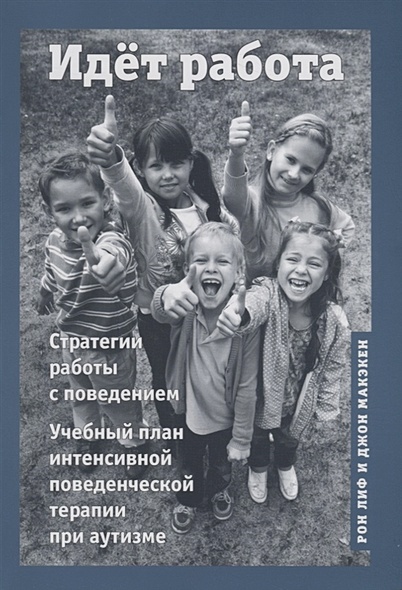 Идёт работа
Стратегии
работы
с поведением
Учебный план
интенсивной
поведенческой
терапии
при аутизме
РОН ЛИФ И ДЖОН МАКЭКЕН